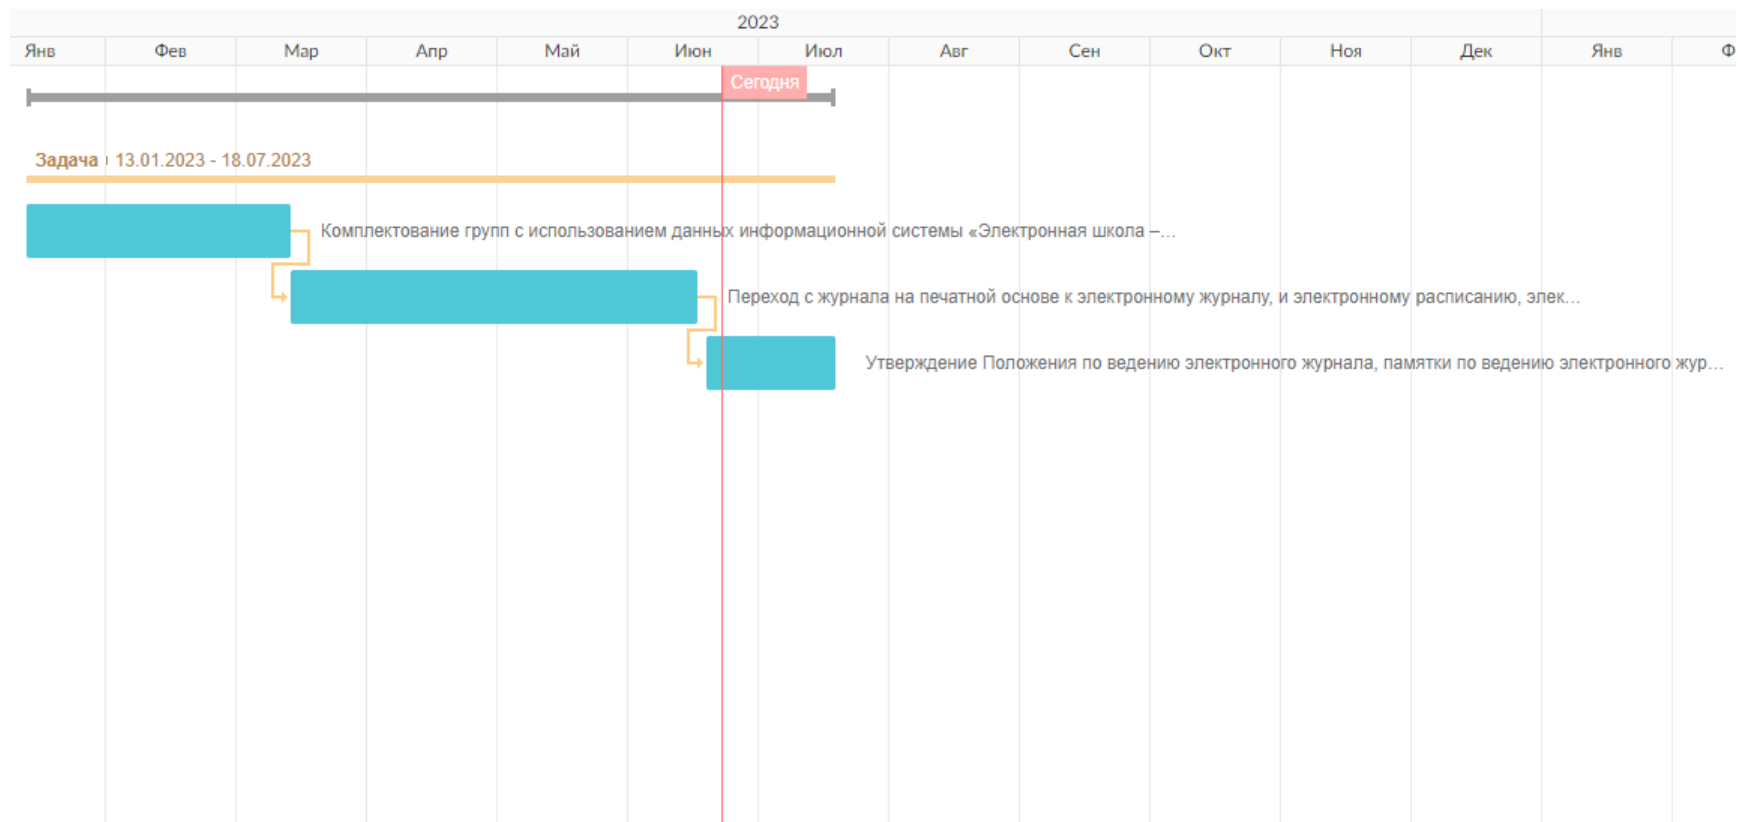 2023
Янв Фев Мар Апр Май Июн Июл Авг Сен Окт Ноя Дек Янв Ф
Сегодня
Задача 13.01.2023 - 18.07.2023
Комплектование групп с использованием данных информационной системы «Электронная школа –...
Переход с журнала на печатной основе к электронному журналу, и электронному расписанию, элек...
Утверждение Положения по ведению электронного журнала, памятки по ведению электронного жур...